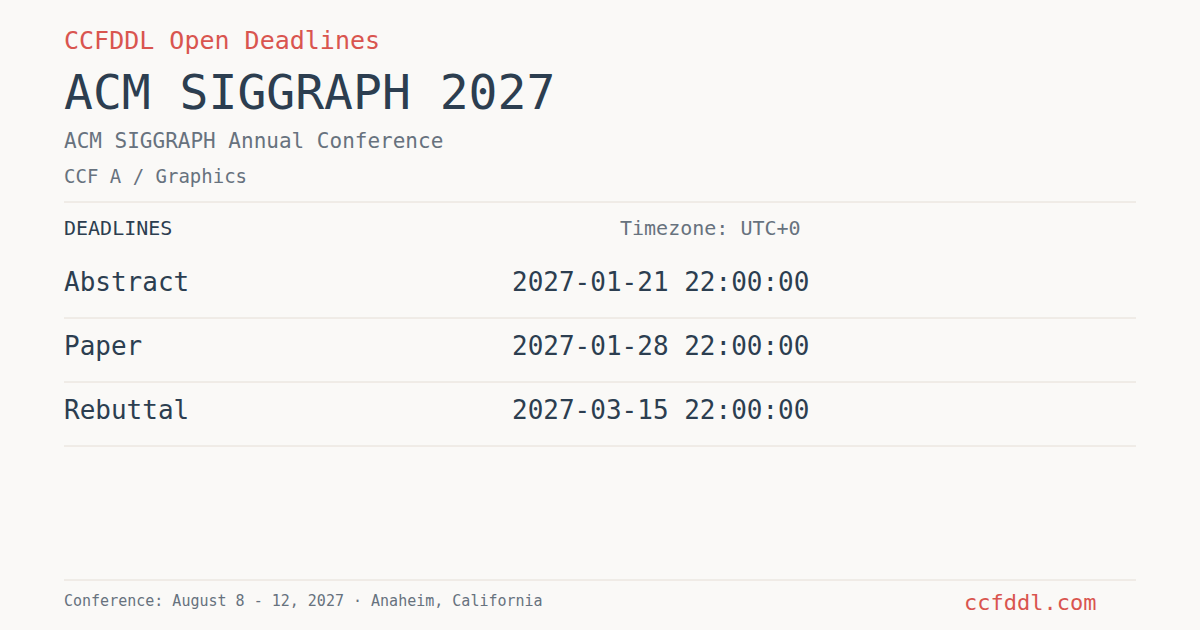 CCFDDL Open Deadlines
ACM SIGGRAPH 2027
ACM SIGGRAPH Annual Conference
CCF A / Graphics
DEADLINES Timezone: UTC+0
Abstract 2027-01-21 22:00:00
Paper 2027-01-28 22:00:00
Rebuttal 2027-03-15 22:00:00
Conference: August 8 - 12, 2027 · Anaheim, California ccfddl.com